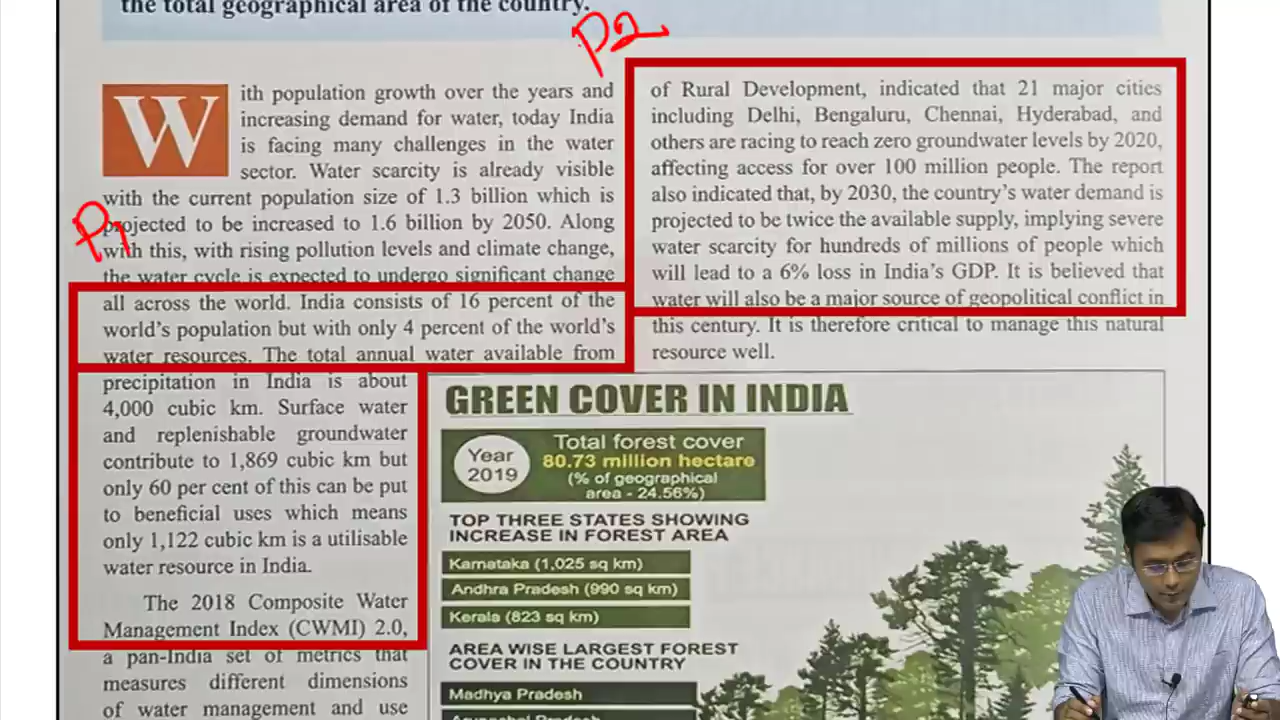 the total geographical area of the country.
P2
With population growth over the years and
increasing demand for water, today India
is facing many challenges in the water
sector. Water scarcity is already visible
with the current population size of 1.3 billion which is
projected to be increased to 1.6 billion by 2050. Along
with this, with rising pollution levels and climate change,
the water cycle is expected to undergo significant change
all across the world. India consists of 16 percent of the
world's population but with only 4 percent of the world's
water resources. The total annual water available from
precipitation in India is about
4,000 cubic km. Surface water
and replenishable groundwater
contribute to 1,869 cubic km but
only 60 per cent of this can be put
to beneficial uses which means
only 1,122 cubic km is a utilisable
water resource in India.
The 2018 Composite Water
Management Index (CWMI) 2.0,
a pan-India set of metrics that
measures different dimensions
of water management and use
P1
of Rural Development, indicated that 21 major cities
including Delhi, Bengaluru, Chennai, Hyderabad, and
others are racing to reach zero groundwater levels by 2020,
affecting access for over 100 million people. The report
also indicated that, by 2030, the country's water demand is
projected to be twice the available supply, implying severe
water scarcity for hundreds of millions of people which
will lead to a 6% loss in India's GDP. It is believed that
water will also be a major source of geopolitical conflict in
this century. It is therefore critical to manage this natural
resource well.
GREEN COVER IN INDIA
Year
2019
Total forest cover
80.73 million hectare
(% of geographical
area - 24.56%)
TOP THREE STATES SHOWING
INCREASE IN FOREST AREA
Karnataka (1,025 sq km)
Andhra Pradesh (990 sq km)
Kerala (823 sq km)
AREA WISE LARGEST FOREST
COVER IN THE COUNTRY
Madhya Pradesh
Arunachal Pradesh